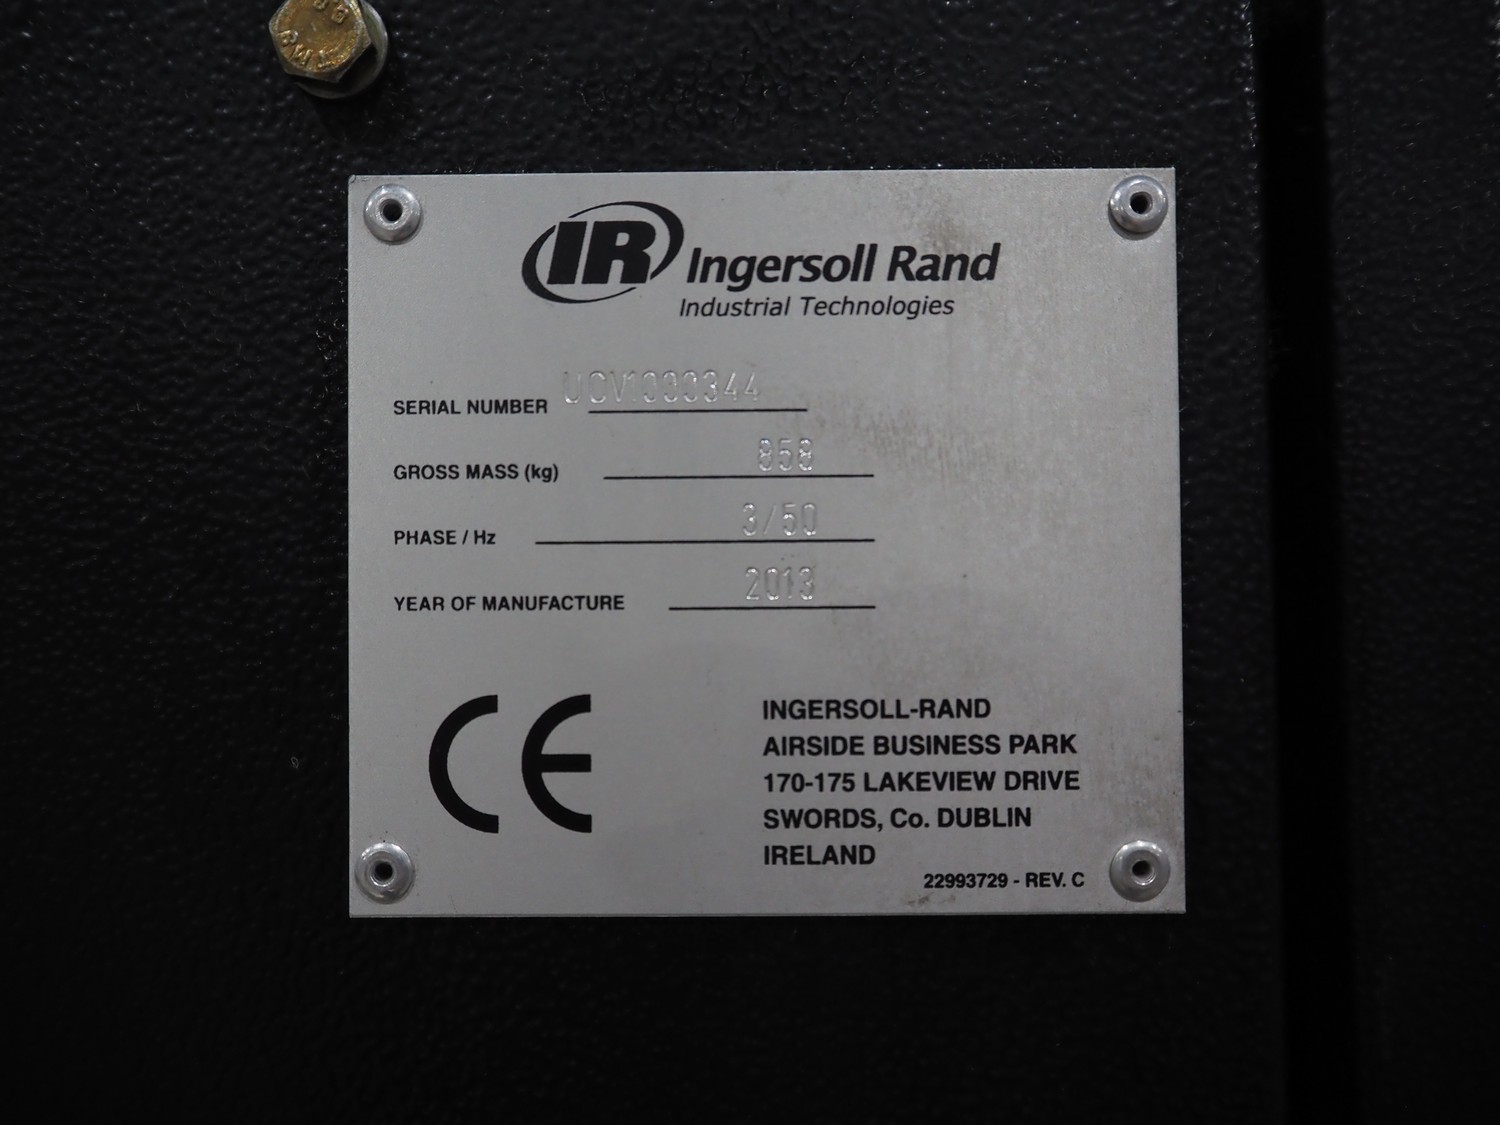 IR Ingersoll Rand
Industrial Technologies
SERIAL NUMBER
GROSS MASS (kg) 858
PHASE / Hz 3/50
YEAR OF MANUFACTURE 2013
CE
INGERSOLL-RAND
AIRSIDE BUSINESS PARK
170-175 LAKEVIEW DRIVE
SWORDS, Co. DUBLIN
IRELAND
22993729 - REV. C